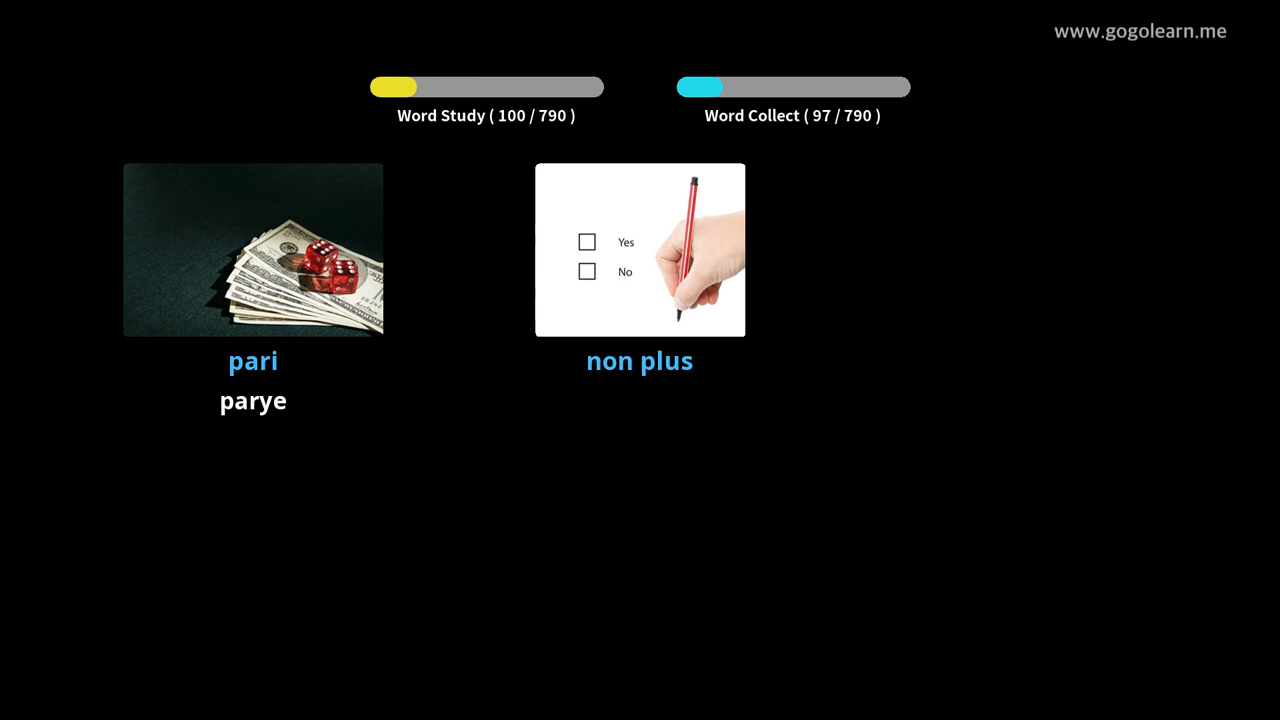 www.gogolearn.me
Word Study ( 100 / 790 )
Word Collect ( 97 / 790 )
Yes
No
pari
non plus
parye